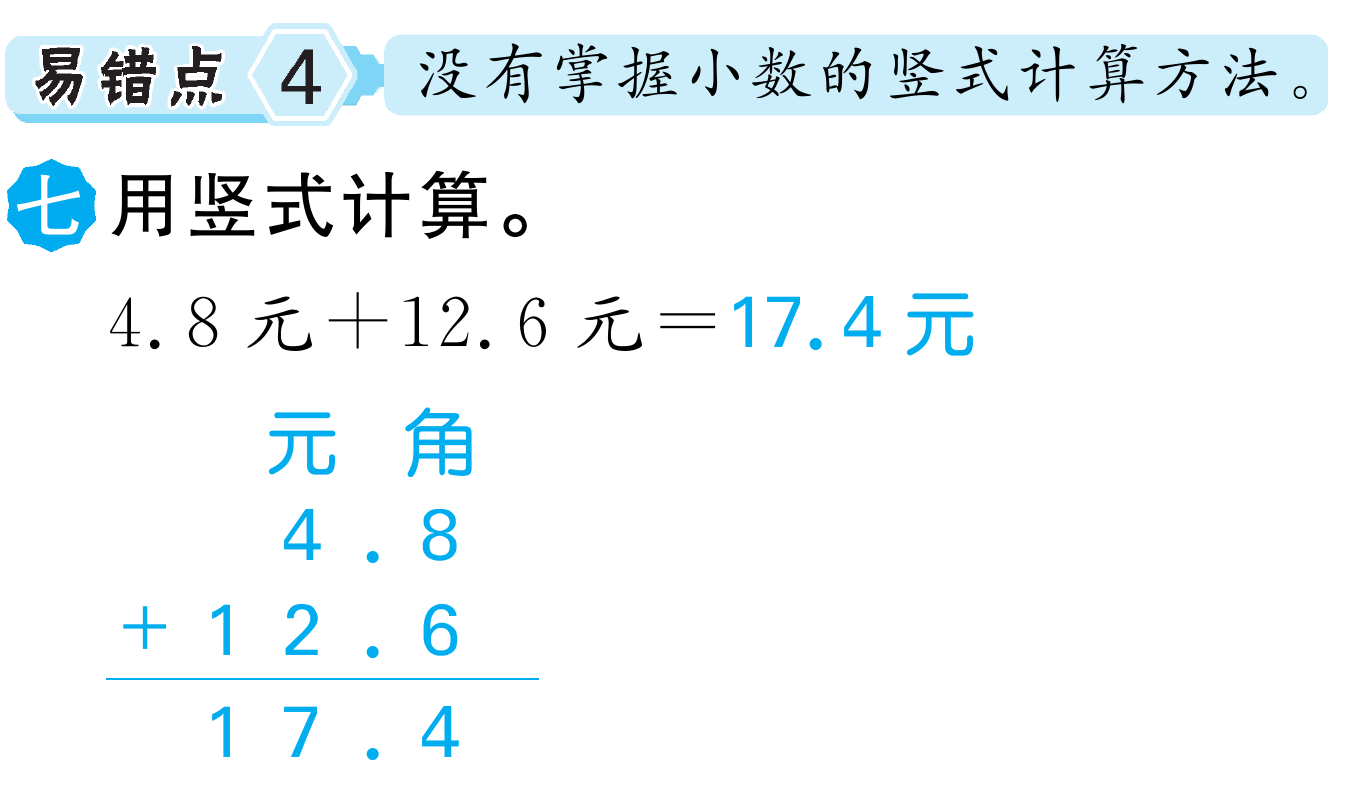 易错点 4 没有掌握小数的竖式计算方法。
七 用竖式计算。
4.8 元+12.6 元=17.4 元
元 角
4 . 8
+ 1 2 . 6
1 7 . 4